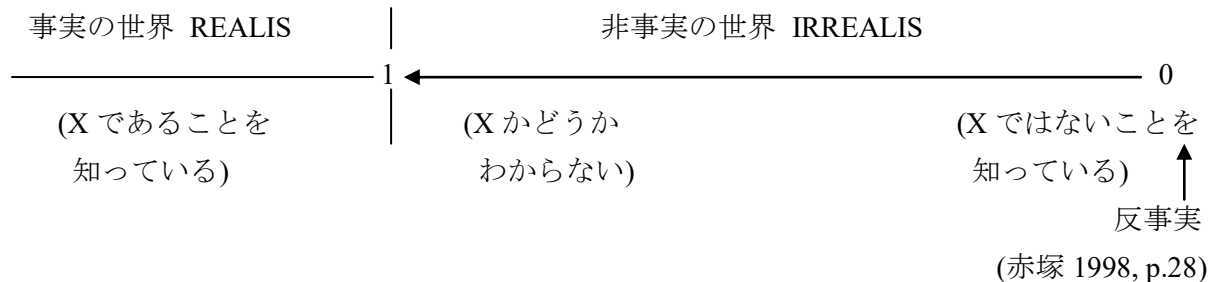 事実の世界 REALIS 非事実の世界 IRREALIS
1 0
(X であることを (X かどうか (X ではないことを
知っている) わからない) 知っている)
反事実
(赤塚 1998, p.28)